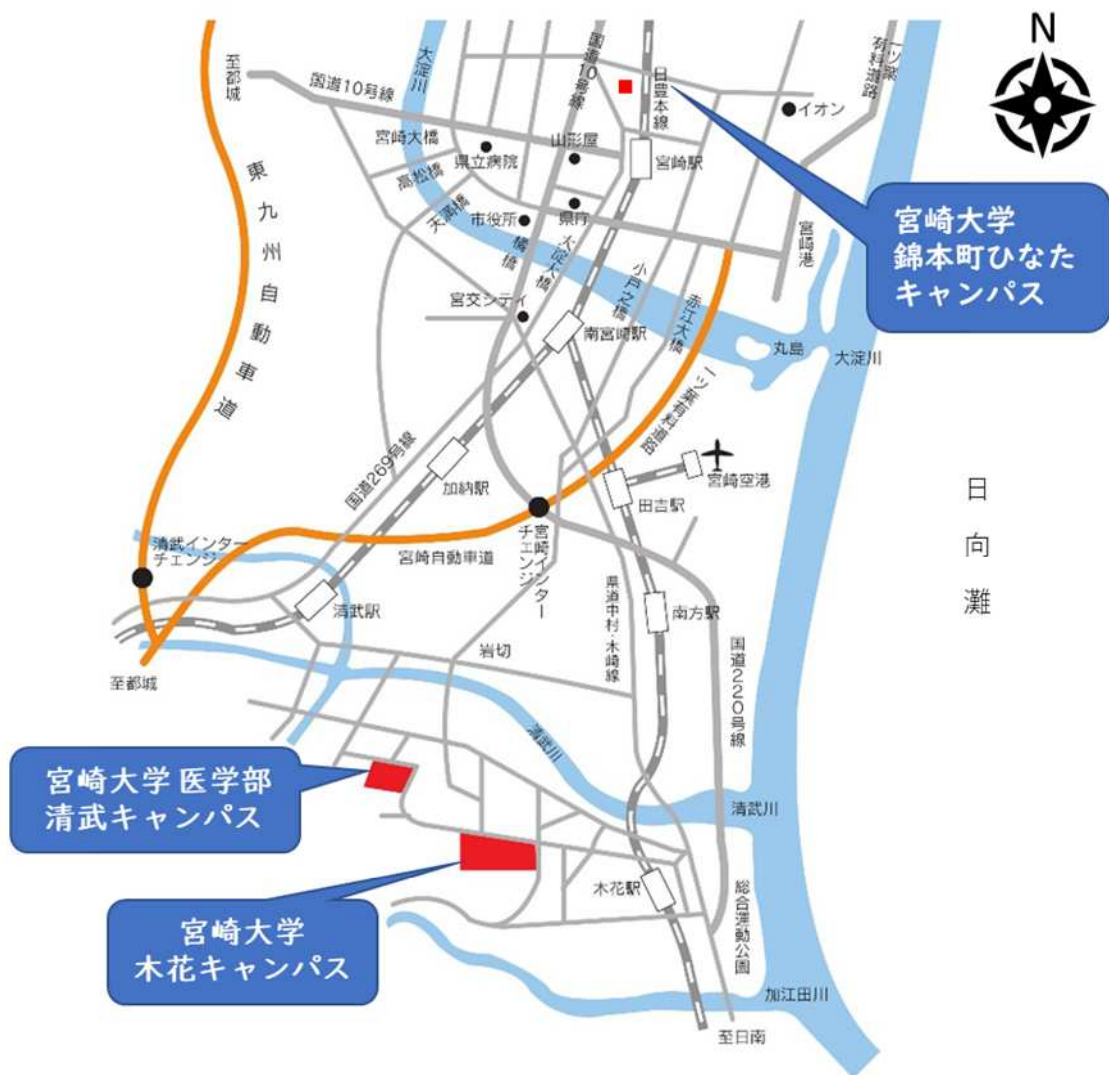 N
至都城
国道10号線
大淀川
国道10号線
日豊本線
一ツ葉
有料道路
イオン
宮崎大橋
県立病院
山形屋
宮崎駅
高松橋
天満橋
市役所
県庁
橘橋
大淀大橋
小戸之橋
赤江大橋
宮崎港
宮崎大学
錦本町ひなた
キャンパス
東九州自動車道
宮交シティ
南宮崎駅
丸島
大淀川
一ツ葉有料道路
国道269号線
加納駅
田吉駅
宮崎空港
日向灘
清武インター
チェンジ
宮崎自動車道
宮崎インター
チェンジ
清武駅
県道中村・木崎線
南方駅
岩切
国道220号線
至都城
清武川
宮崎大学 医学部
清武キャンパス
清武川
木花駅
総合運動公園
宮崎大学
木花キャンパス
加江田川
至日南